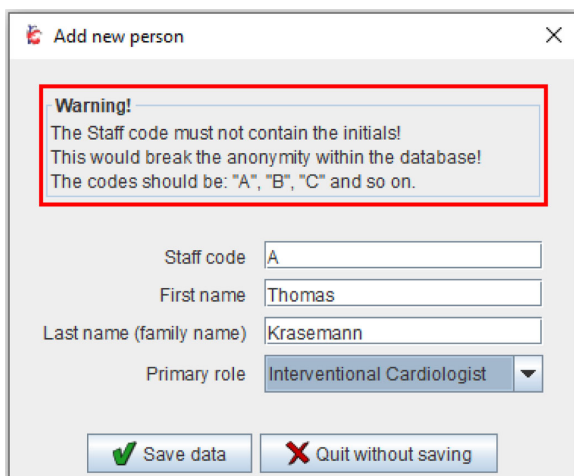 Add new person
Warning!
The Staff code must not contain the initials!
This would break the anonymity within the database!
The codes should be: "A", "B", "C" and so on.
Staff code A
First name Thomas
Last name (family name) Krasemann
Primary role Interventional Cardiologist
Save data Quit without saving